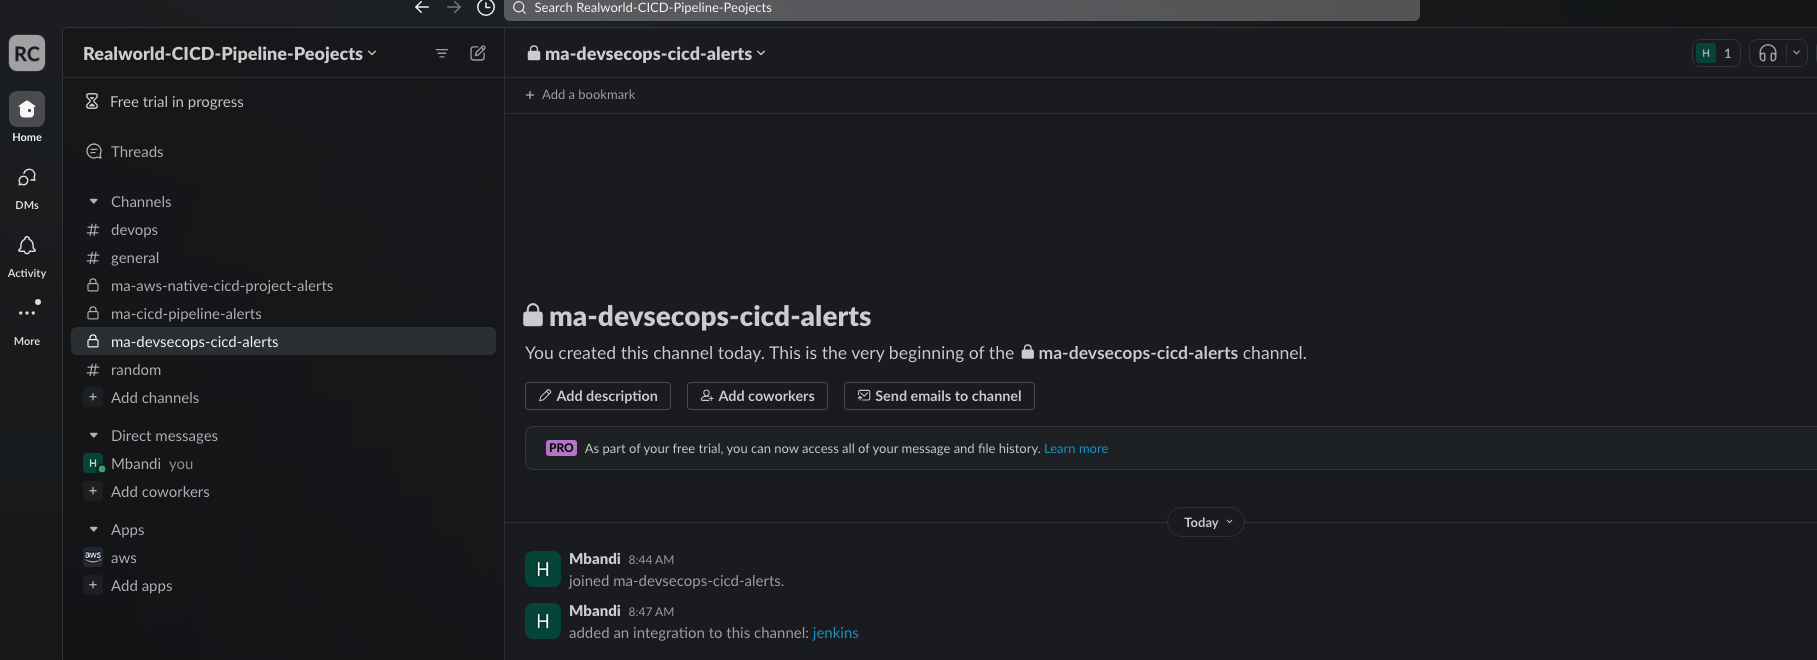 Search Realworld-CICD-Pipeline-Peojects
RC
Home
DMs
Activity
More
Realworld-CICD-Pipeline-Peojects
Free trial in progress
Threads
Channels
# devops
# general
ma-aws-native-cicd-project-alerts
ma-cicd-pipeline-alerts
ma-devsecops-cicd-alerts
# random
+ Add channels
Direct messages
H Mbandi you
+ Add coworkers
Apps
aws aws
+ Add apps
ma-devsecops-cicd-alerts
H 1
+ Add a bookmark
ma-devsecops-cicd-alerts
You created this channel today. This is the very beginning of the ma-devsecops-cicd-alerts channel.
Add description
Add coworkers
Send emails to channel
PRO As part of your free trial, you can now access all of your message and file history. Learn more
Today
H
Mbandi 8:44 AM
joined ma-devsecops-cicd-alerts.
H
Mbandi 8:47 AM
added an integration to this channel: jenkins